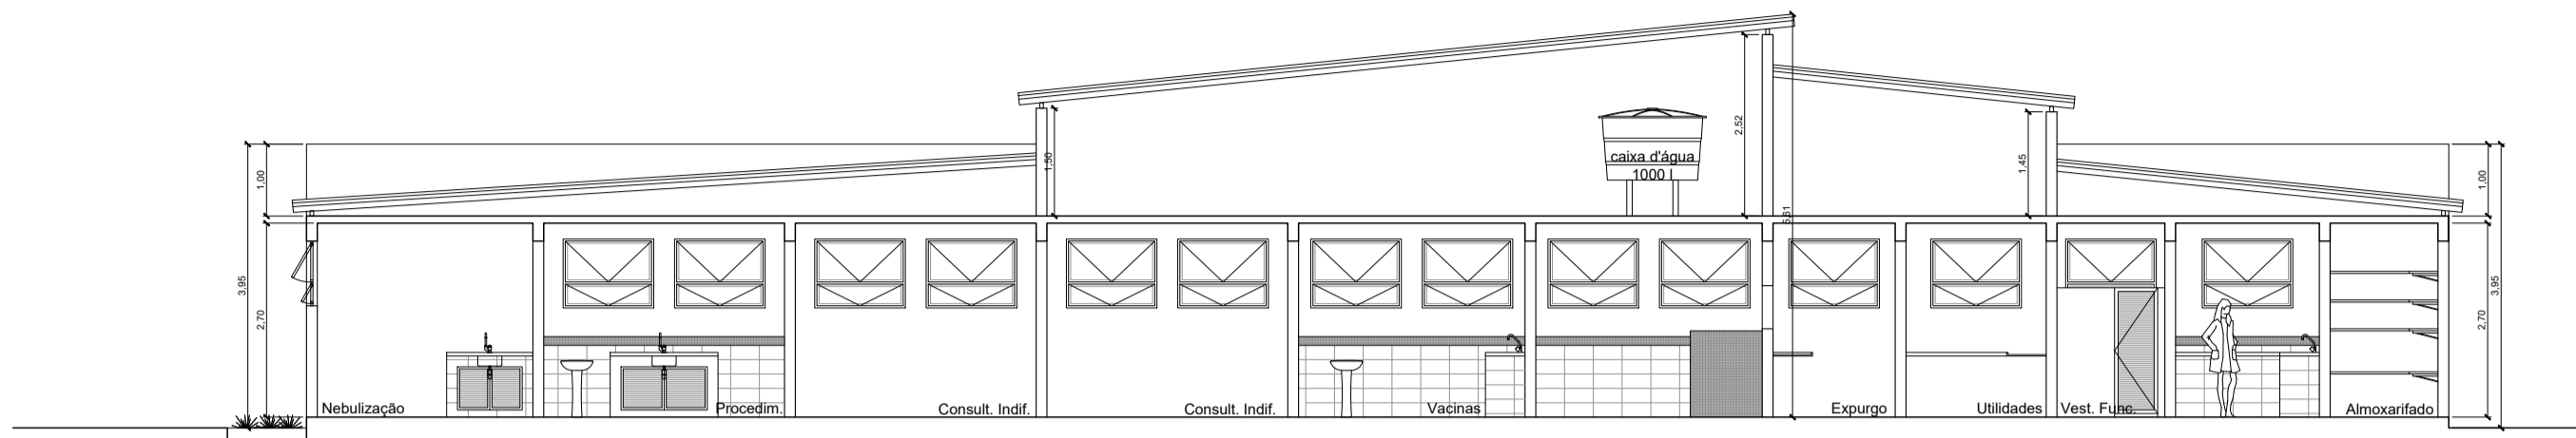 1,00
3,95
2,70
1,50
2,52
caixa d'água
1000 l
5,61
1,45
1,00
3,95
2,70
Nebulização
Procedim.
Consult. Indif.
Consult. Indif.
Vacinas
Expurgo
Utilidades
Vest. Func.
Almoxarifado